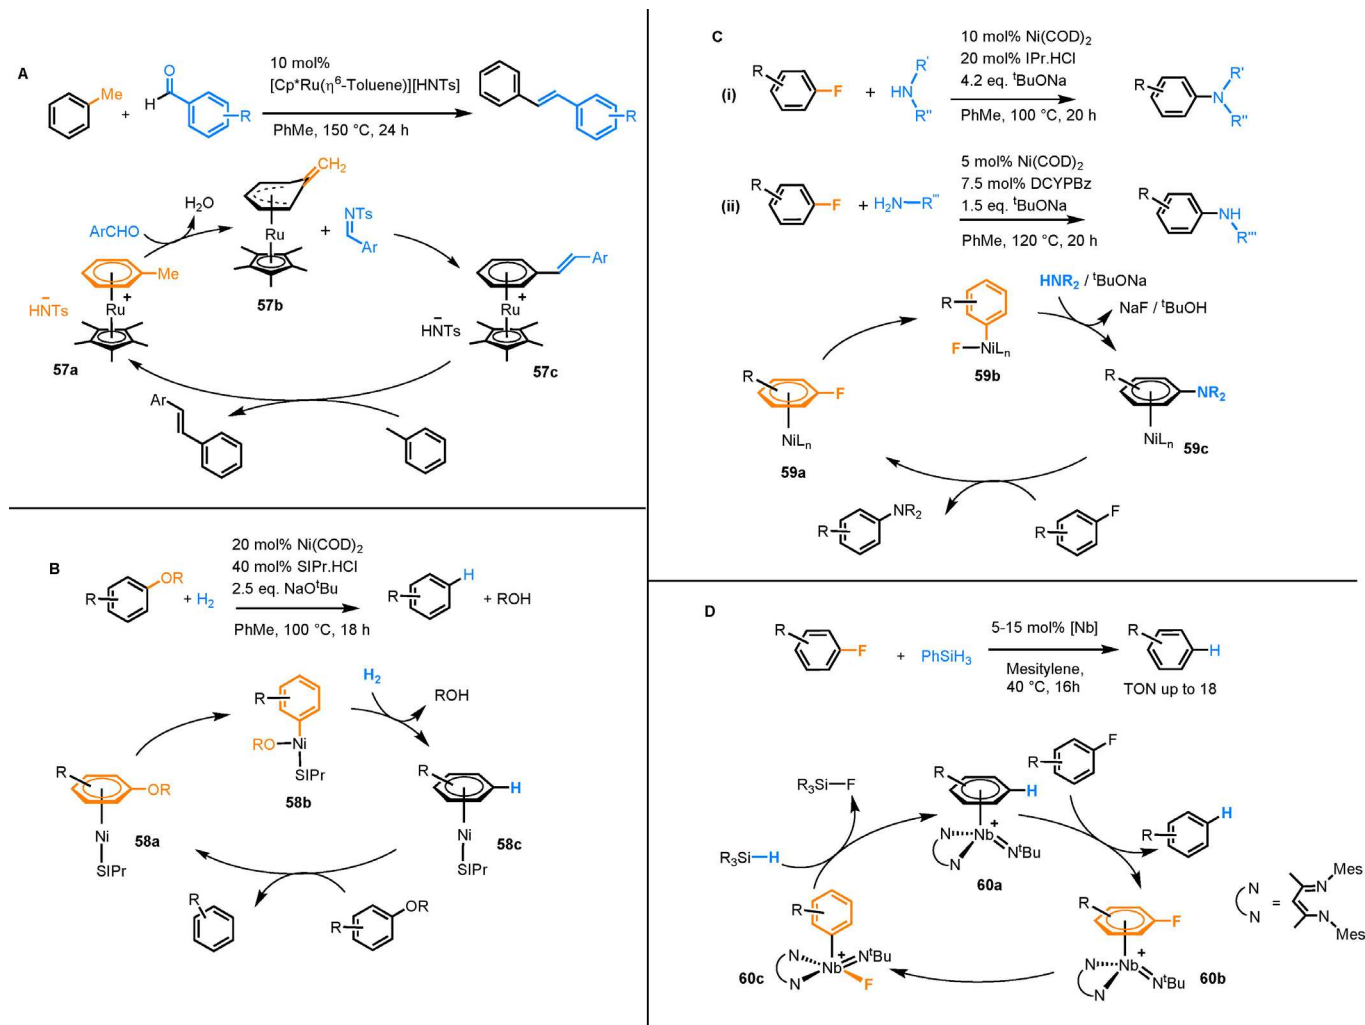 A
Me
+
O
H
R
10 mol%
[Cp*Ru(η⁶-Toluene)][HNTs]
PhMe, 150 °C, 24 h
R
ArCHO
H₂O
CH₂
Ru
57b
+
NTs
Ar
Me
Ru
+
HNTs
−
57a
Ar
Ru
+
HNTs
−
57c
Ar
B
R
OR
+ H₂
20 mol% Ni(COD)₂
40 mol% SIPr.HCl
2.5 eq. NaOᵗBu
PhMe, 100 °C, 18 h
R
H
+ ROH
R
RO
Ni
SIPr
58b
H₂
ROH
R
OR
Ni
SIPr
58a
R
H
Ni
SIPr
58c
R
R
OR
C
(i)
R
F
+
HN
R'
R"
10 mol% Ni(COD)₂
20 mol% IPr.HCl
4.2 eq. ᵗBuONa
PhMe, 100 °C, 20 h
R
N
R'
R"
(ii)
R
F
+ H₂N
R'''
5 mol% Ni(COD)₂
7.5 mol% DCYPBz
1.5 eq. ᵗBuONa
PhMe, 120 °C, 20 h
R
NH
R'''
R
F
NiLₙ
59b
HNR₂ / ᵗBuONa
NaF / ᵗBuOH
R
F
NiLₙ
59a
R
NR₂
NiLₙ
59c
R
NR₂
R
F
D
R
F
+ PhSiH₃
5-15 mol% [Nb]
Mesitylene,
40 °C, 16h
R
H
TON up to 18
R₃Si—F
R₃Si—H
R
H
N
N
Nb
+
NᵗBu
60a
R
F
R
H
R
N
N
Nb
+
NᵗBu
F
60c
R
F
N
N
Nb
+
NᵗBu
60b
N
N
=
N
Mes
N
Mes